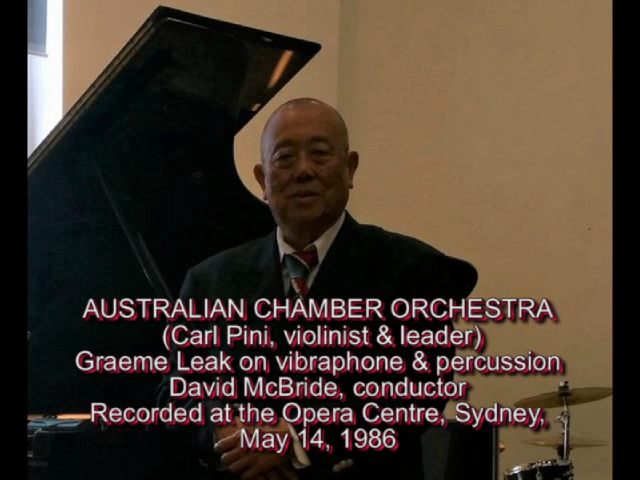 AUSTRALIAN CHAMBER ORCHESTRA
(Carl Pini, violinist & leader)
Graeme Leak on vibraphone & percussion
David McBride, conductor
Recorded at the Opera Centre, Sydney,
May 14, 1986